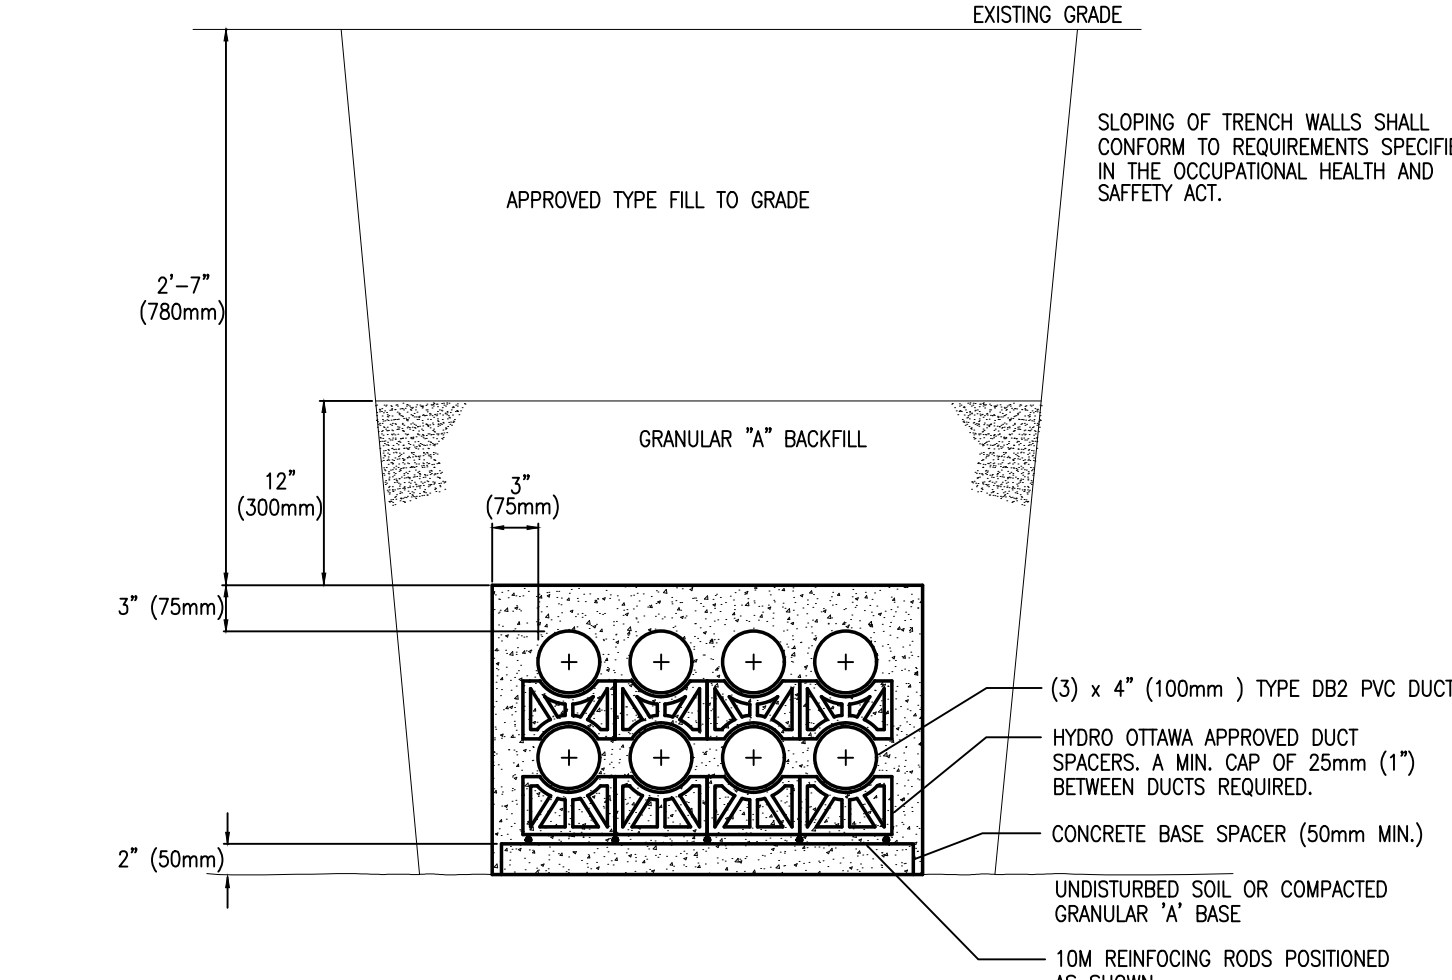 EXISTING GRADE
SLOPING OF TRENCH WALLS SHALL
CONFORM TO REQUIREMENTS SPECIFIE
IN THE OCCUPATIONAL HEALTH AND
SAFFETY ACT.
APPROVED TYPE FILL TO GRADE
2'-7"
(780mm)
GRANULAR "A" BACKFILL
12"
(300mm)
3"
(75mm)
3" (75mm)
(3) x 4" (100mm ) TYPE DB2 PVC DUCT
HYDRO OTTAWA APPROVED DUCT
SPACERS. A MIN. CAP OF 25mm (1")
BETWEEN DUCTS REQUIRED.
CONCRETE BASE SPACER (50mm MIN.)
2" (50mm)
UNDISTURBED SOIL OR COMPACTED
GRANULAR 'A' BASE
10M REINFOCING RODS POSITIONED
AS SHOWN